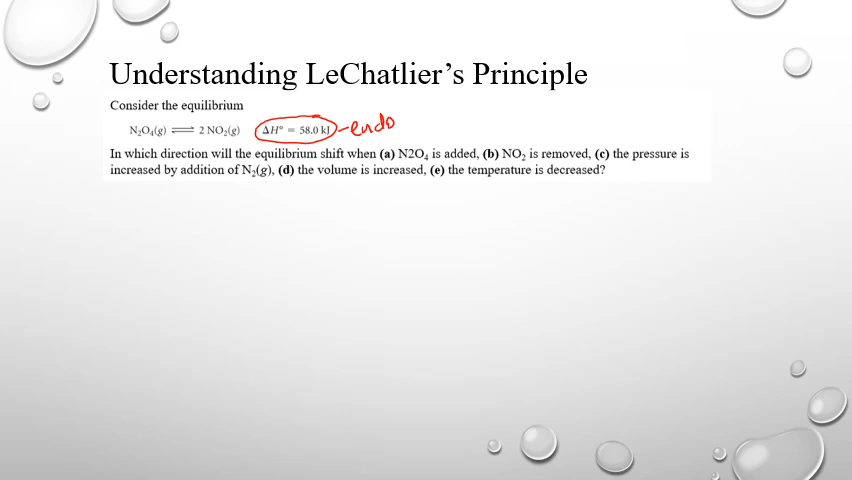 Understanding LeChatlier's Principle
Consider the equilibrium
N₂O₄(g) ⇌ 2 NO₂(g) ΔH° = 58.0 kJ -endo
In which direction will the equilibrium shift when (a) N2O₄ is added, (b) NO₂ is removed, (c) the pressure is
increased by addition of N₂(g), (d) the volume is increased, (e) the temperature is decreased?